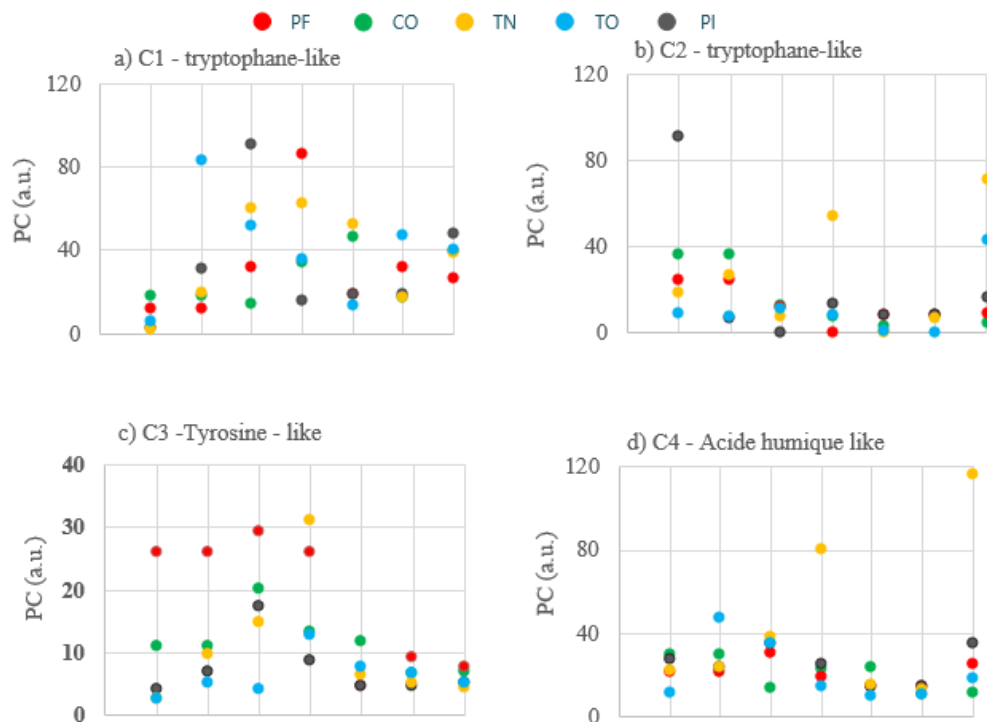 PF CO TN TO PI
a) C1 - tryptophane-like
b) C2 - tryptophane-like
PC (a.u.)
120
80
40
0
PC (a.u.)
120
80
40
0
c) C3 -Tyrosine - like
d) C4 - Acide humique like
PC (a.u.)
40
30
20
10
0
PC (a.u.)
120
80
40
0